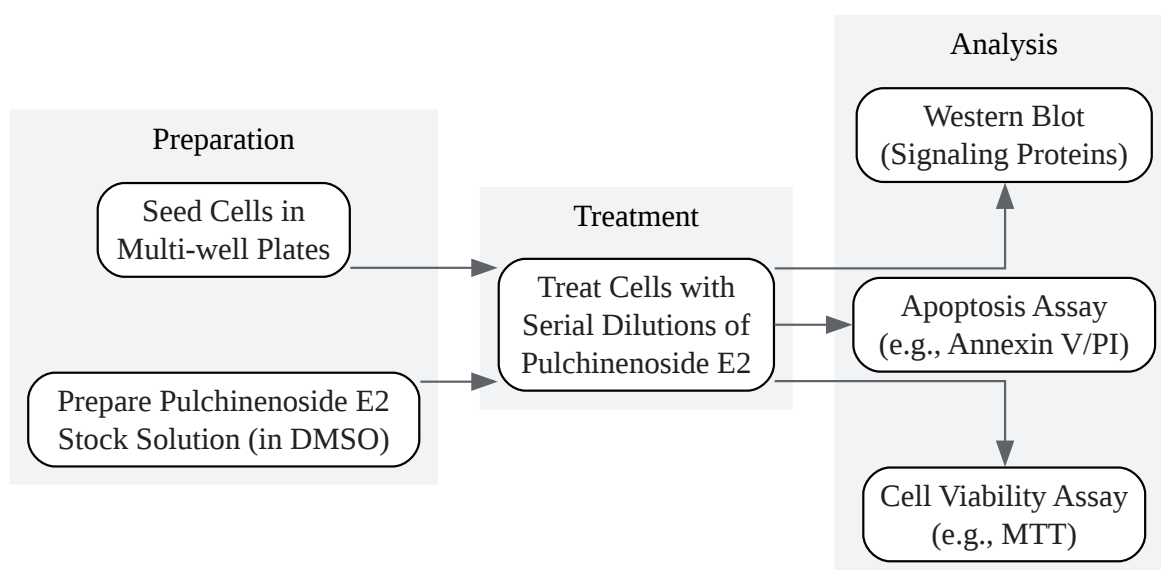 Preparation
Seed Cells in
Multi-well Plates
Prepare Pulchinenoside E2
Stock Solution (in DMSO)
Treatment
Treat Cells with
Serial Dilutions of
Pulchinenoside E2
Analysis
Western Blot
(Signaling Proteins)
Apoptosis Assay
(e.g., Annexin V/PI)
Cell Viability Assay
(e.g., MTT)